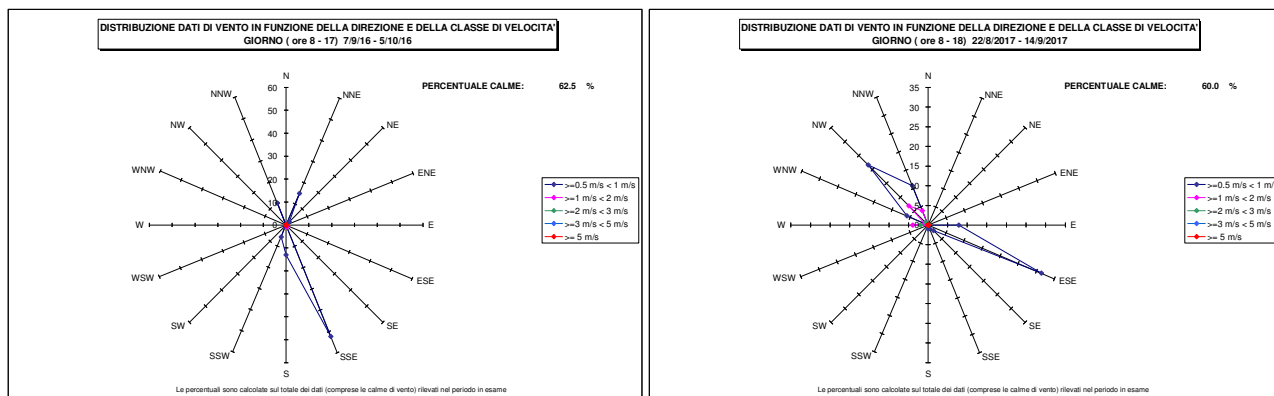 DISTRIBUZIONE DATI DI VENTO IN FUNZIONE DELLA DIREZIONE E DELLA CLASSE DI VELOCITA'
GIORNO ( ore 8 - 17) 7/9/16 - 5/10/16
PERCENTUALE CALME: 62.5 %
N
NNE
NE
ENE
E
ESE
SE
SSE
S
SSW
SW
WSW
W
WNW
NW
NNW
60
50
40
30
20
10
0
>=0.5 m/s < 1 m/s
>=1 m/s < 2 m/s
>=2 m/s < 3 m/s
>=3 m/s < 5 m/s
>= 5 m/s
Le percentuali sono calcolate sul totale dei dati (comprese le calme di vento) rilevati nel periodo in esame
DISTRIBUZIONE DATI DI VENTO IN FUNZIONE DELLA DIREZIONE E DELLA CLASSE DI VELOCITA'
GIORNO ( ore 8 - 18) 22/8/2017 - 14/9/2017
PERCENTUALE CALME: 60.0 %
N
NNE
NE
ENE
E
ESE
SE
SSE
S
SSW
SW
WSW
W
WNW
NW
NNW
35
30
25
20
15
10
5
0
>=0.5 m/s < 1 m/s
>=1 m/s < 2 m/s
>=2 m/s < 3 m/s
>=3 m/s < 5 m/s
>= 5 m/s
Le percentuali sono calcolate sul totale dei dati (comprese le calme di vento) rilevati nel periodo in esame